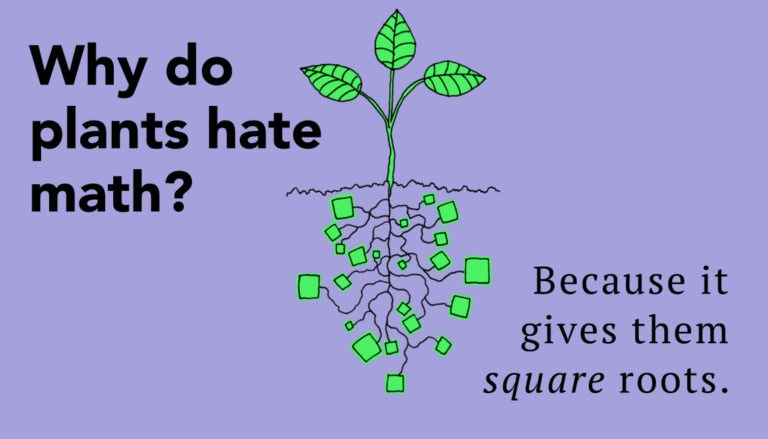 Why do
plants hate
math?
Because it
gives them
square roots.